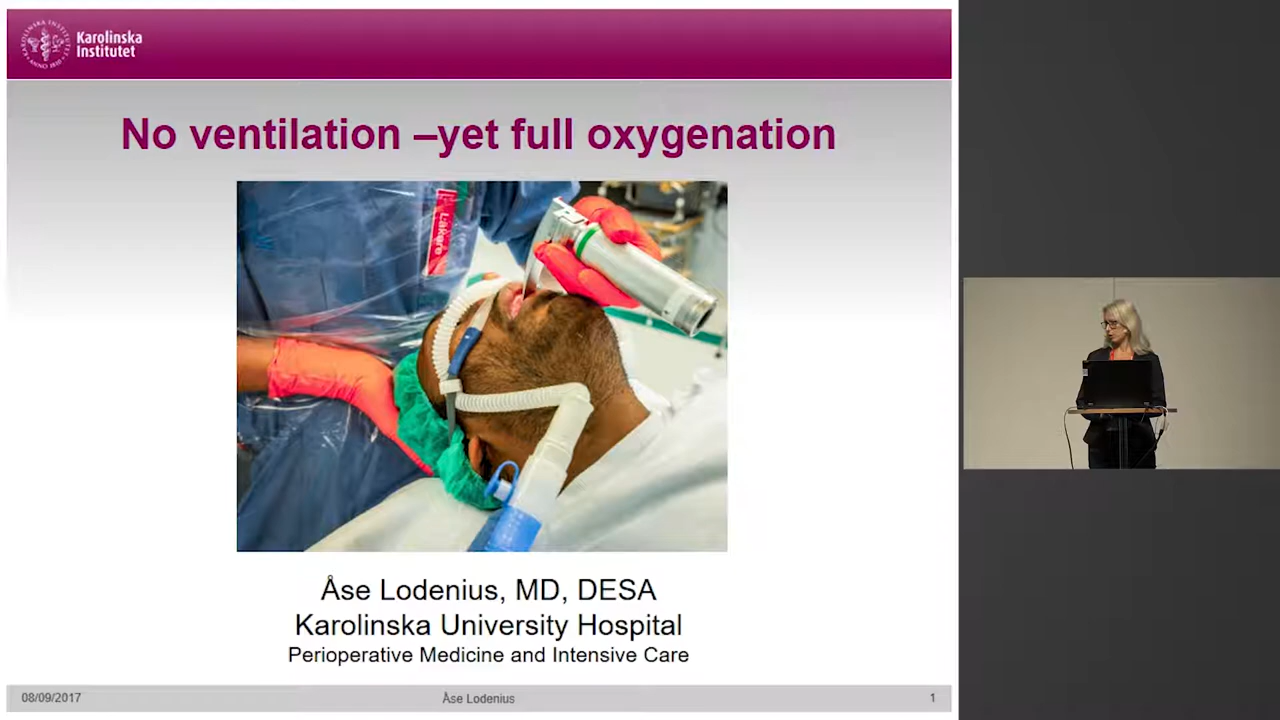 Karolinska
Institutet
No ventilation –yet full oxygenation
Läkare
Åse Lodenius, MD, DESA
Karolinska University Hospital
Perioperative Medicine and Intensive Care
08/09/2017
Åse Lodenius
1